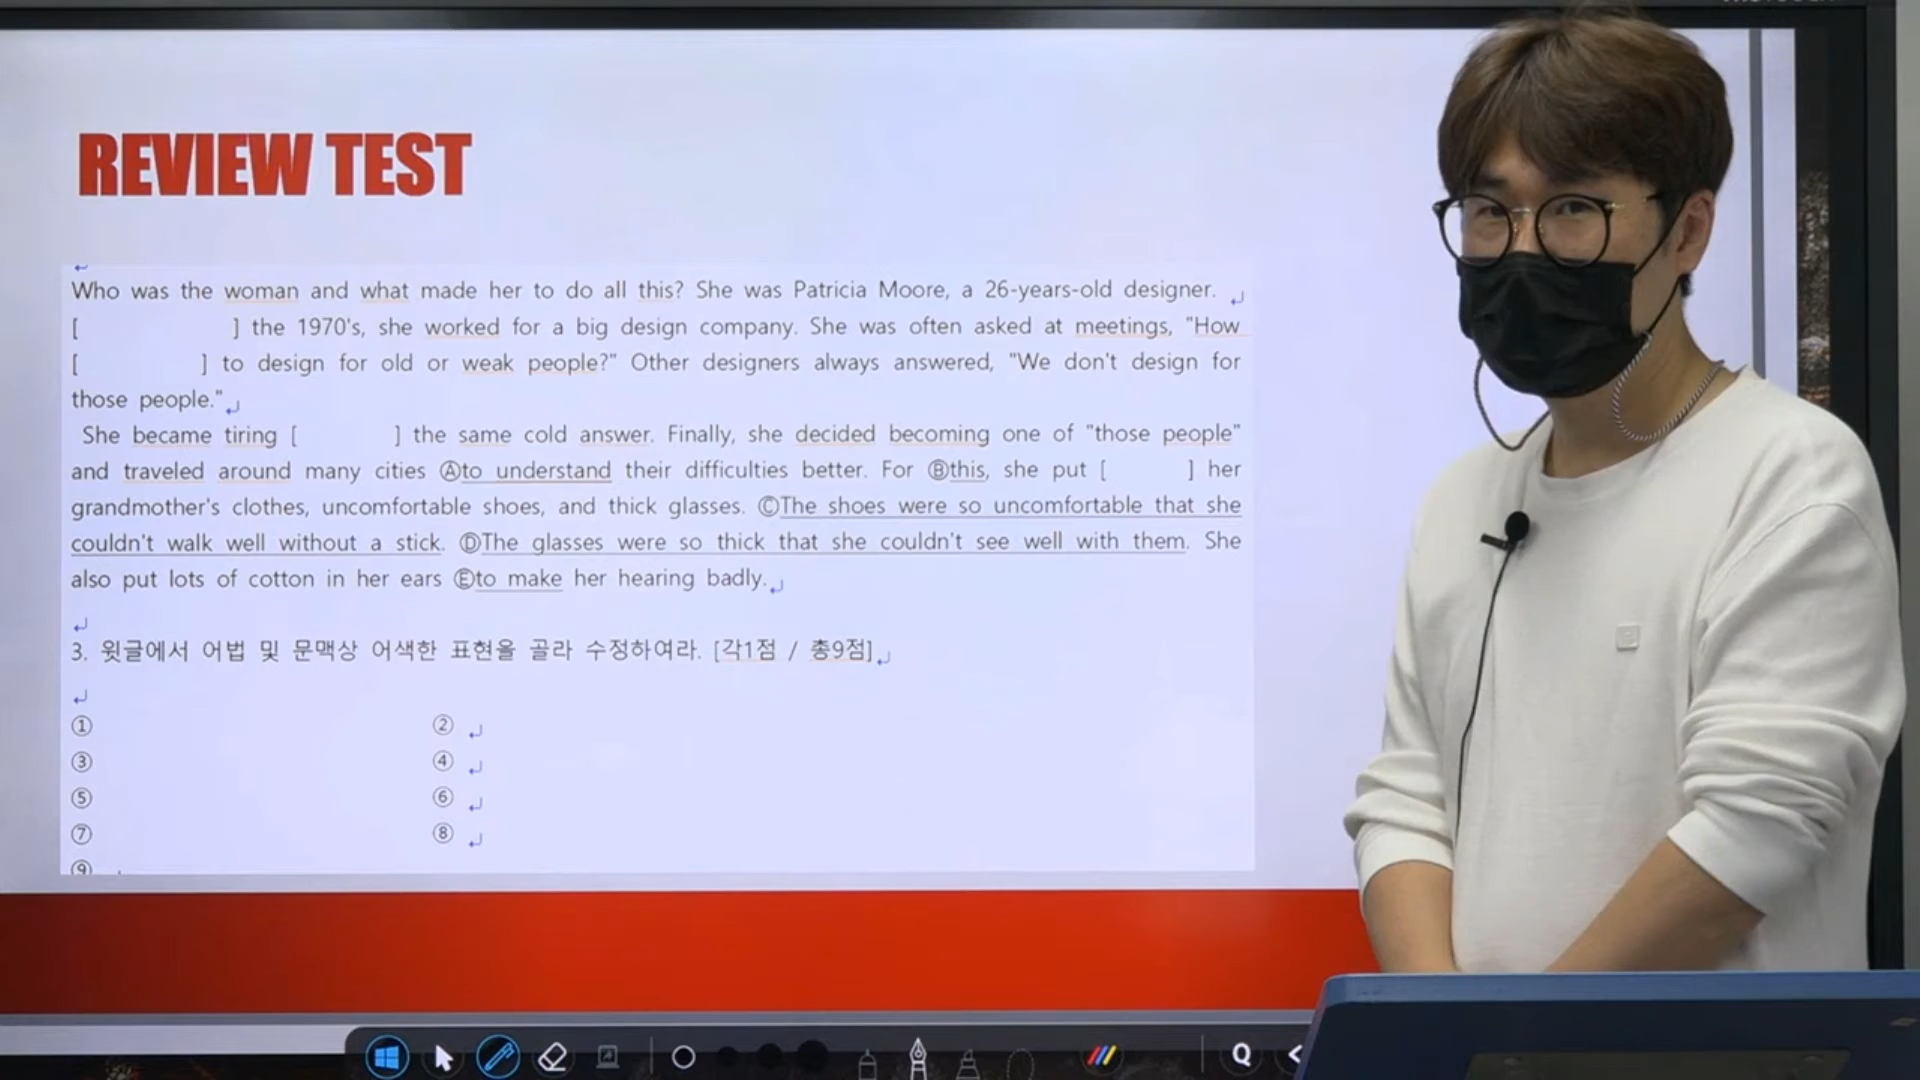 REVIEW TEST
Who was the woman and what made her to do all this? She was Patricia Moore, a 26-years-old designer.
[ ] the 1970's, she worked for a big design company. She was often asked at meetings, "How
[ ] to design for old or weak people?" Other designers always answered, "We don't design for
those people."
She became tiring [ ] the same cold answer. Finally, she decided becoming one of "those people"
and traveled around many cities Ⓐto understand their difficulties better. For Ⓑthis, she put [ ] her
grandmother's clothes, uncomfortable shoes, and thick glasses. ⒸThe shoes were so uncomfortable that she
couldn't walk well without a stick. ⒹThe glasses were so thick that she couldn't see well with them. She
also put lots of cotton in her ears Ⓔto make her hearing badly.
3. 윗글에서 어법 및 문맥상 어색한 표현을 골라 수정하여라. [각1점 / 총9점]
① ②
③ ④
⑤ ⑥
⑦ ⑧
⑨